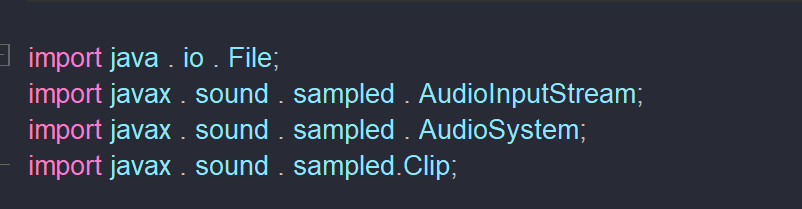 import java . io . File;
import javax . sound . sampled . AudioInputStream;
import javax . sound . sampled . AudioSystem;
import javax . sound . sampled.Clip;